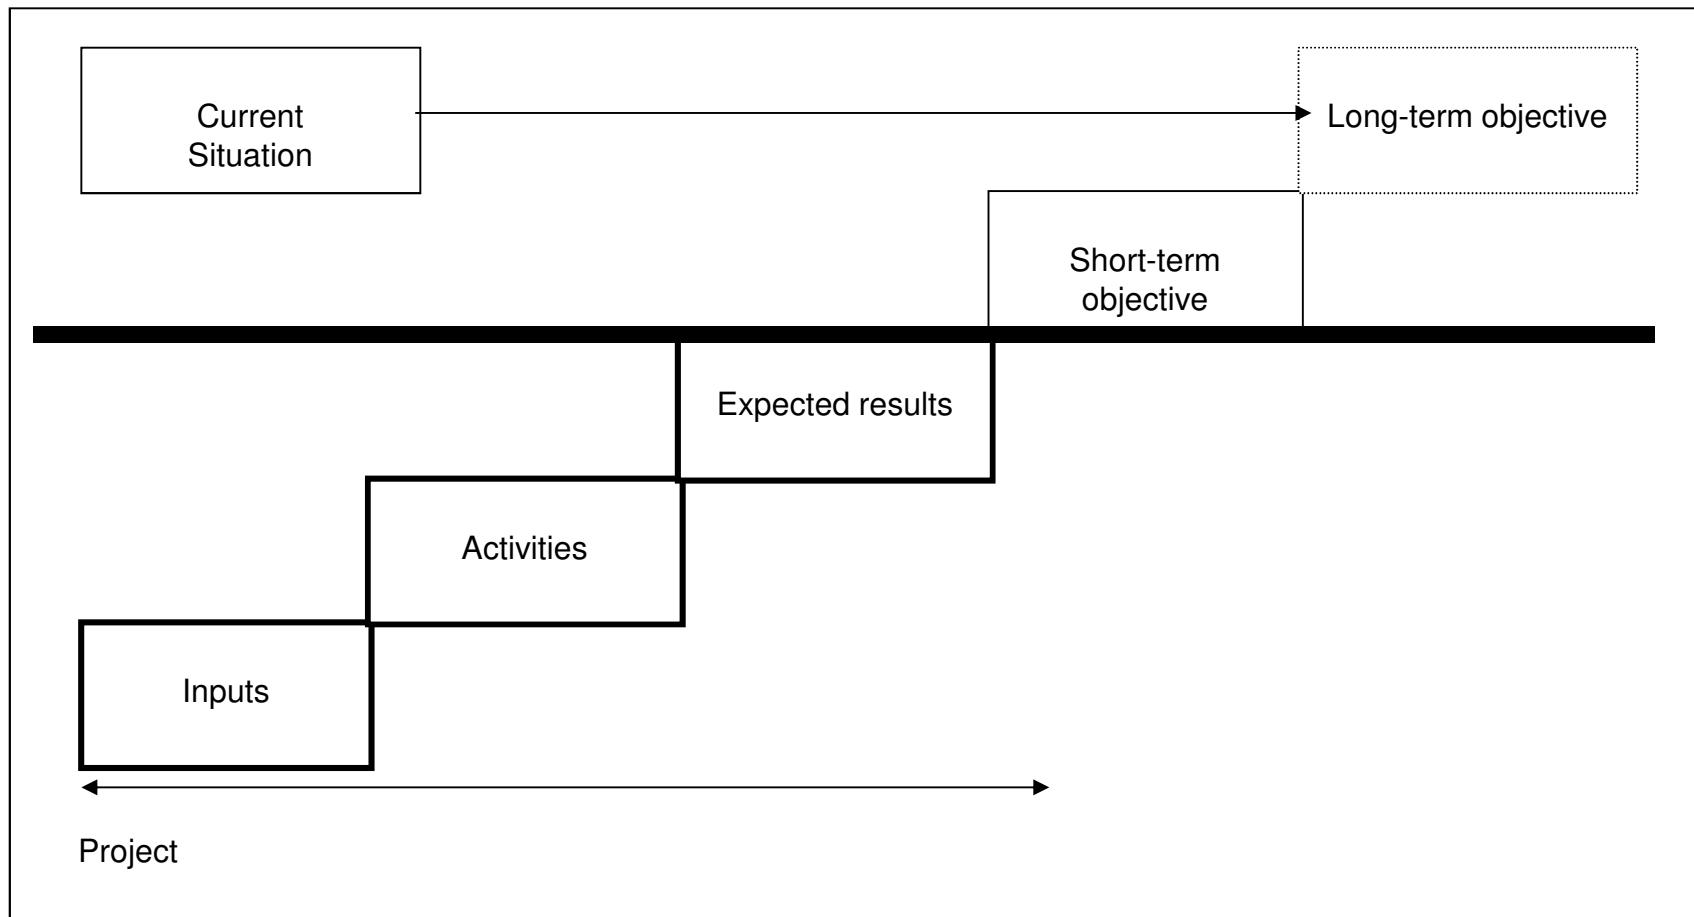 Current
Situation
Long-term objective
Short-term
objective
Expected results
Activities
Inputs
Project